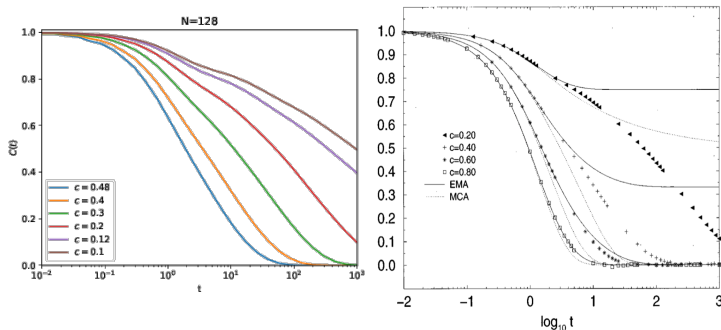 N=128
1.0
0.8
0.6
0.4
0.2
0.0
C(t)
c = 0.48
c = 0.4
c = 0.3
c = 0.2
c = 0.12
c = 0.1
10⁻² 10⁻¹ 10⁰ 10¹ 10² 10³
t
1.0
0.9
0.8
0.7
0.6
0.5
0.4
0.3
0.2
0.1
0.0
c=0.20
c=0.40
c=0.60
c=0.80
EMA
MCA
−2 −1 0 1 2 3
log₁₀ t